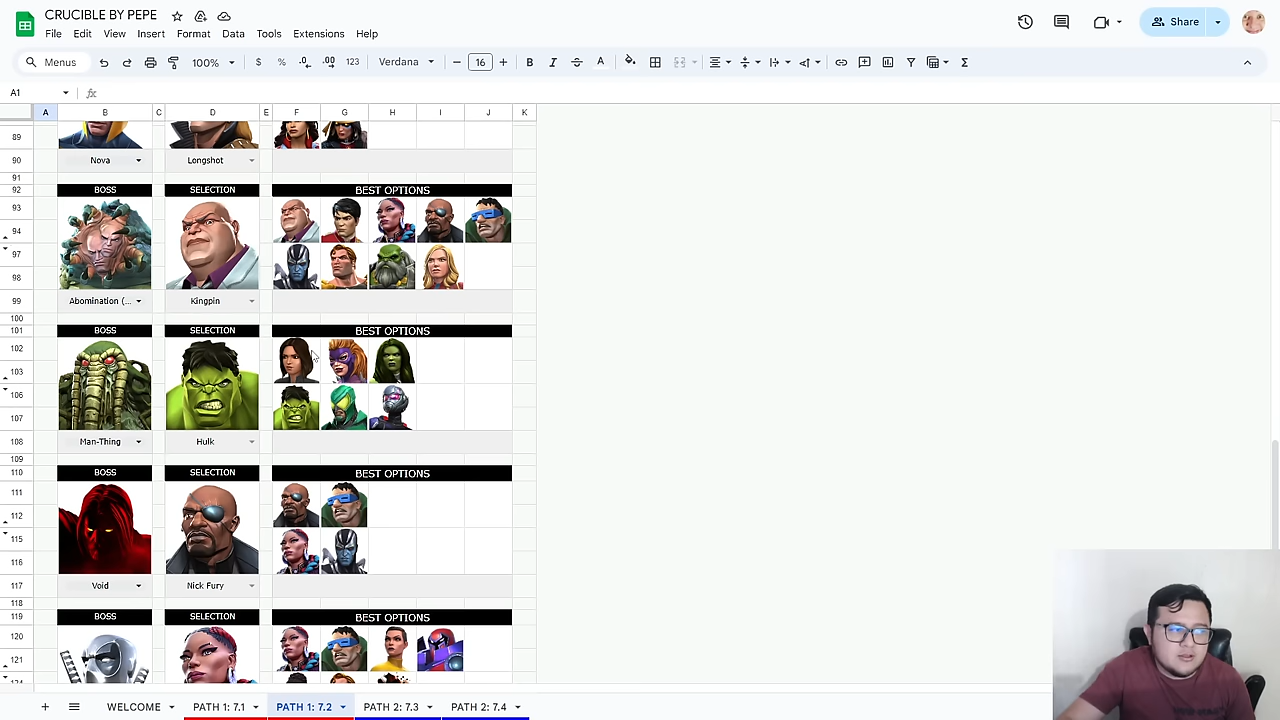 CRUCIBLE BY PEPE
File Edit View Insert Format Data Tools Extensions Help
Share
Menus 100% $ % .0 .00 123 Verdana 16 B I A
A1 fx
A B C D E F G H I J K
89
90 Nova Longshot
91
92 BOSS SELECTION BEST OPTIONS
93
94
97
98
99 Abomination (... Kingpin
100
101 BOSS SELECTION BEST OPTIONS
102
103
106
107
108 Man-Thing Hulk
109
110 BOSS SELECTION BEST OPTIONS
111
112
115
116
117 Void Nick Fury
118
119 BOSS SELECTION BEST OPTIONS
120
121
WELCOME PATH 1: 7.1 PATH 1: 7.2 PATH 2: 7.3 PATH 2: 7.4